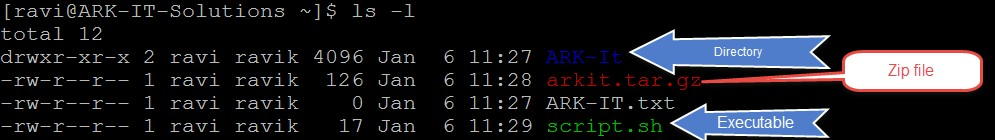 [ravi@ARK-IT-Solutions ~]$ ls -l
total 12
drwxr-xr-x 2 ravi ravik 4096 Jan  6 11:27 ARK-It Directory
-rw-r--r-- 1 ravi ravik  126 Jan  6 11:28 arkit.tar.gz Zip file
-rw-r--r-- 1 ravi ravik    0 Jan  6 11:27 ARK-IT.txt
-rw-r--r-- 1 ravi ravik   17 Jan  6 11:29 script.sh Executable